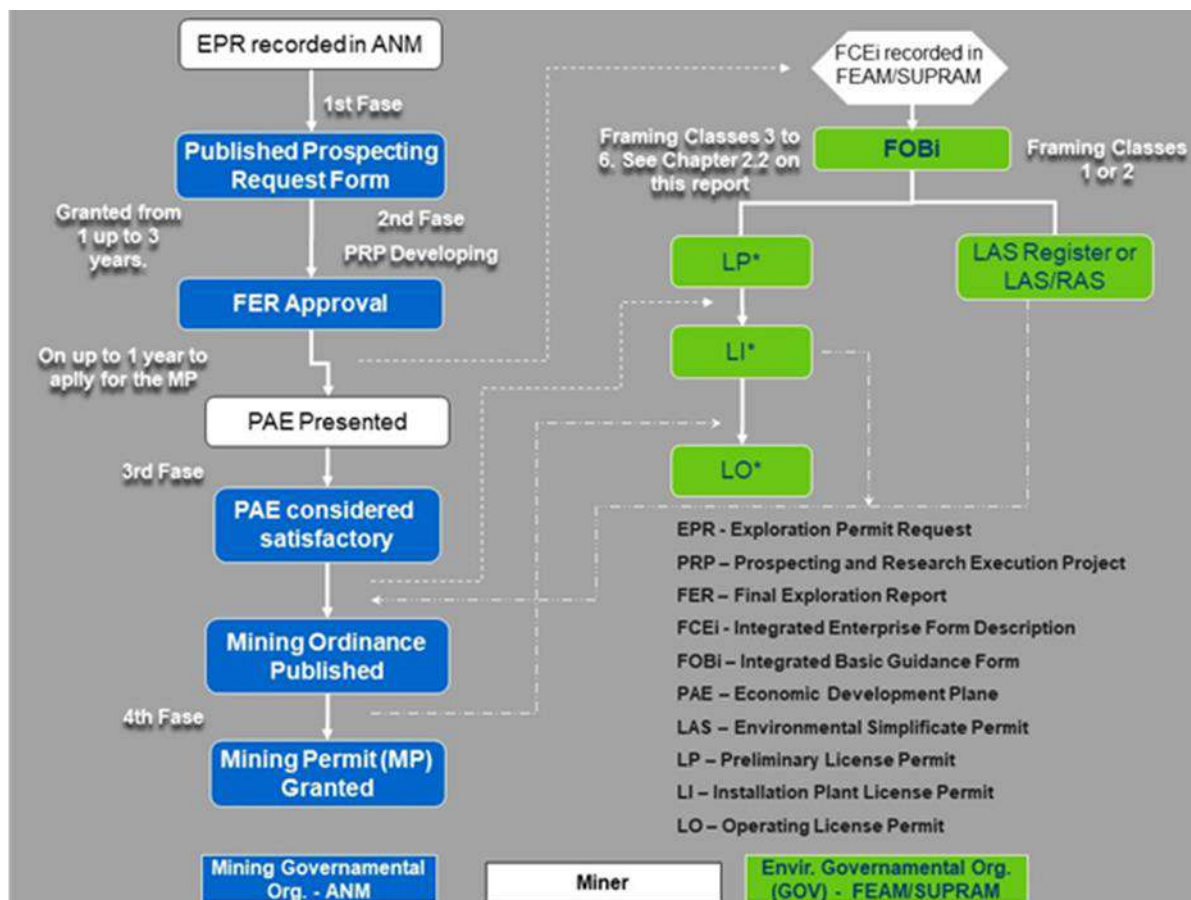 EPR recorded in ANM
1st Fase
Published Prospecting
Request Form
Granted from
1 up to 3
years.
2nd Fase
PRP Developing
FER Approval
On up to 1 year to
aplly for the MP
PAE Presented
3rd Fase
PAE considered
satisfactory
Mining Ordinance
Published
4th Fase
Mining Permit (MP)
Granted
FCEi recorded in
FEAM/SUPRAM
Framing Classes 3 to
6. See Chapter 2.2 on
this report
FOBi
Framing Classes
1 or 2
LP*
LAS Register or
LAS/RAS
LI*
LO*
EPR - Exploration Permit Request
PRP – Prospecting and Research Execution Project
FER – Final Exploration Report
FCEi - Integrated Enterprise Form Description
FOBi – Integrated Basic Guidance Form
PAE – Economic Development Plane
LAS – Environmental Simplificate Permit
LP – Preliminary License Permit
LI – Installation Plant License Permit
LO – Operating License Permit
Mining Governamental
Org. - ANM
Miner
Envir. Governamental Org.
(GOV) - FEAM/SUPRAM